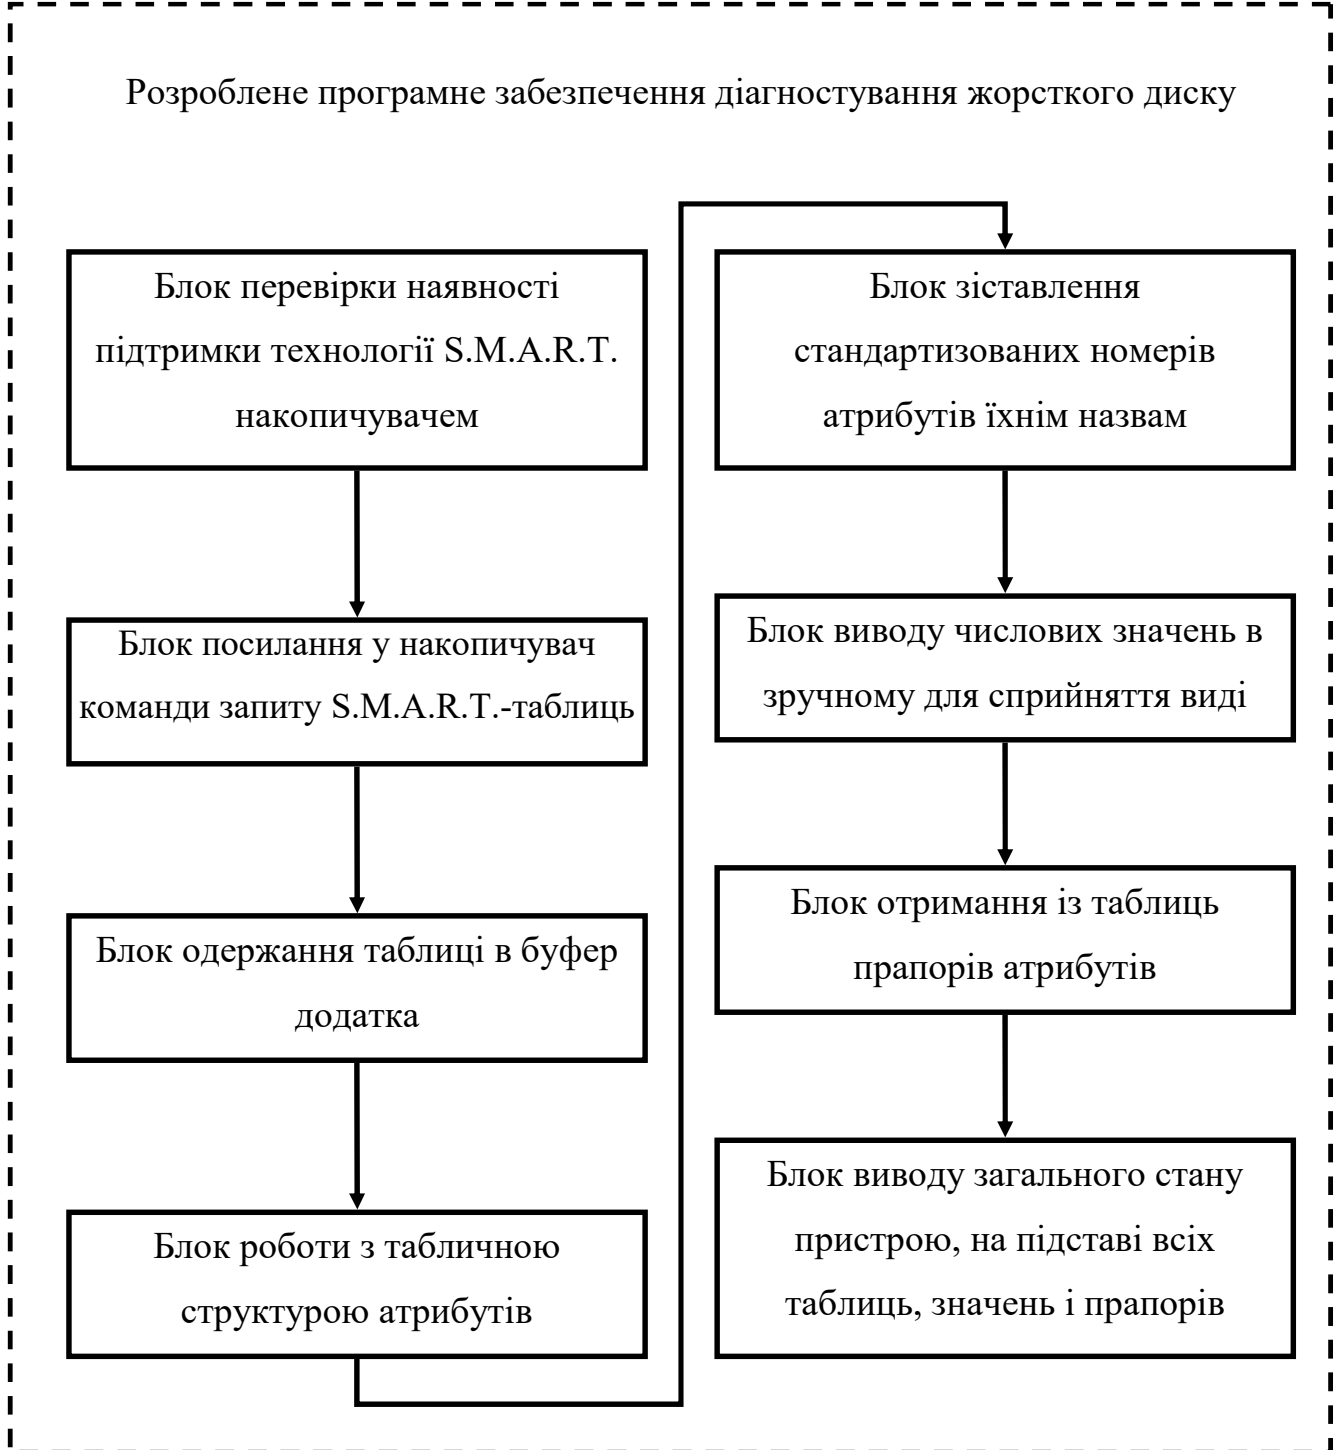 Розроблене програмне забезпечення діагностування жорсткого диску
Блок перевірки наявності
підтримки технології S.M.A.R.T.
накопичувачем
Блок посилання у накопичувач
команди запиту S.M.A.R.T.-таблиць
Блок одержання таблиці в буфер
додатка
Блок роботи з табличною
структурою атрибутів
Блок зіставлення
стандартизованих номерів
атрибутів їхнім назвам
Блок виводу числових значень в
зручному для сприйняття виді
Блок отримання із таблиць
прапорів атрибутів
Блок виводу загального стану
пристрою, на підставі всіх
таблиць, значень і прапорів